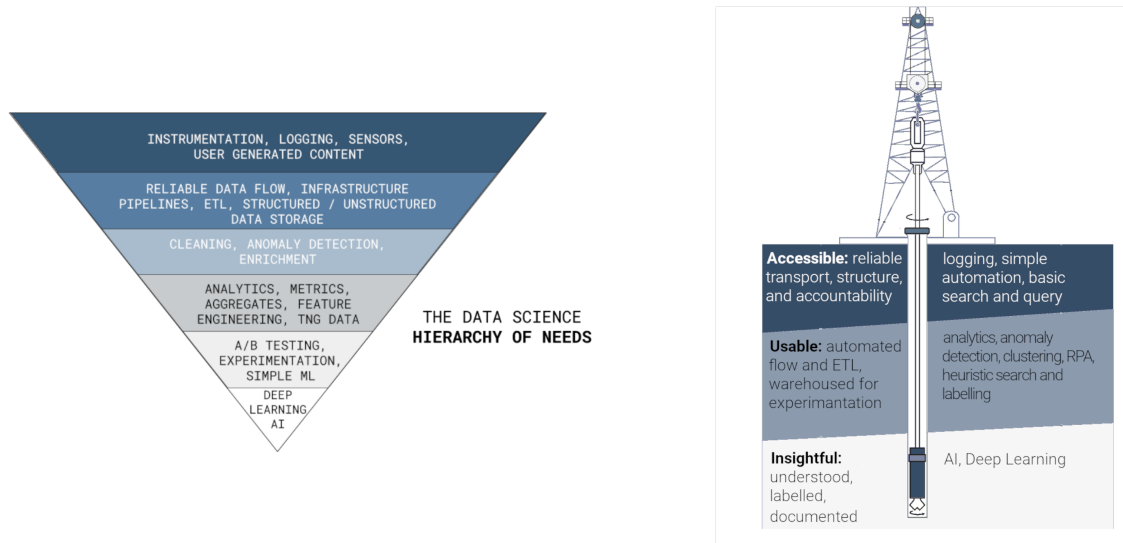 INSTRUMENTATION, LOGGING, SENSORS,
USER GENERATED CONTENT
RELIABLE DATA FLOW, INFRASTRUCTURE
PIPELINES, ETL, STRUCTURED / UNSTRUCTURED
DATA STORAGE
CLEANING, ANOMALY DETECTION,
ENRICHMENT
ANALYTICS, METRICS,
AGGREGATES, FEATURE
ENGINEERING, TNG DATA
A/B TESTING,
EXPERIMENTATION,
SIMPLE ML
DEEP
LEARNING
AI
THE DATA SCIENCE
HIERARCHY OF NEEDS
Accessible: reliable
transport, structure,
and accountability
logging, simple
automation, basic
search and query
Usable: automated
flow and ETL,
warehoused for
experimantation
analytics, anomaly
detection, clustering, RPA,
heuristic search and
labelling
Insightful:
understood,
labelled,
documented
AI, Deep Learning